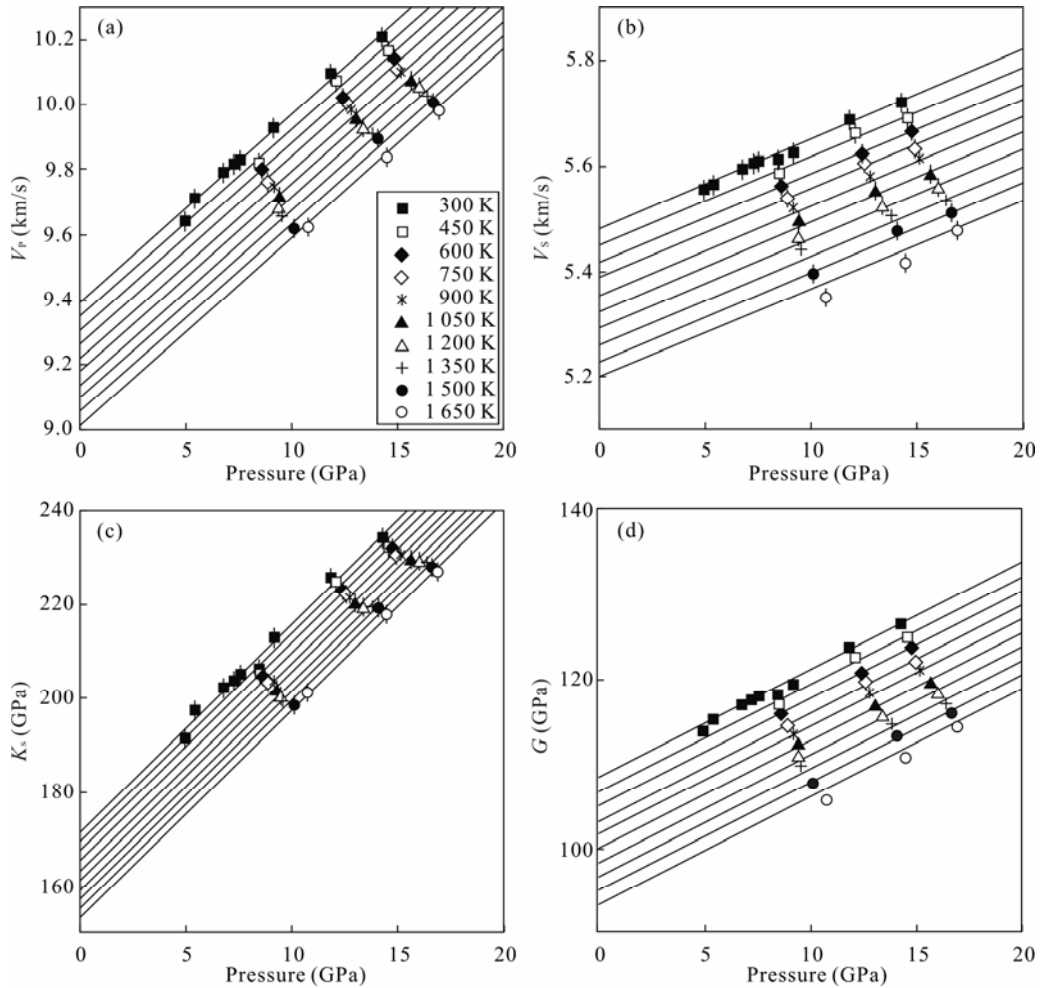 (a)
10.2
10.0
9.8
9.6
9.4
9.2
9.0
V_P (km/s)
0 5 10 15 20
Pressure (GPa)
300 K
450 K
600 K
750 K
900 K
1 050 K
1 200 K
1 350 K
1 500 K
1 650 K
(b)
5.8
5.6
5.4
5.2
V_S (km/s)
0 5 10 15 20
Pressure (GPa)
(c)
240
220
200
180
160
K_s (GPa)
0 5 10 15 20
Pressure (GPa)
(d)
140
120
100
G (GPa)
0 5 10 15 20
Pressure (GPa)